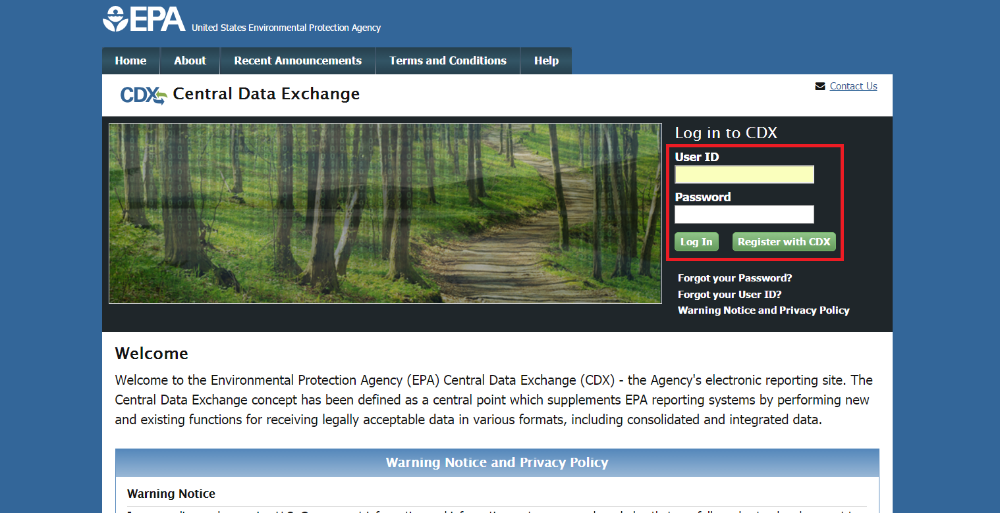 EPA United States Environmental Protection Agency
Home About Recent Announcements Terms and Conditions Help
CDX Central Data Exchange
Contact Us
Log in to CDX
User ID
Password
Log In Register with CDX
Forgot your Password?
Forgot your User ID?
Warning Notice and Privacy Policy
Welcome
Welcome to the Environmental Protection Agency (EPA) Central Data Exchange (CDX) - the Agency's electronic reporting site. The
Central Data Exchange concept has been defined as a central point which supplements EPA reporting systems by performing new
and existing functions for receiving legally acceptable data in various formats, including consolidated and integrated data.
Warning Notice and Privacy Policy
Warning Notice